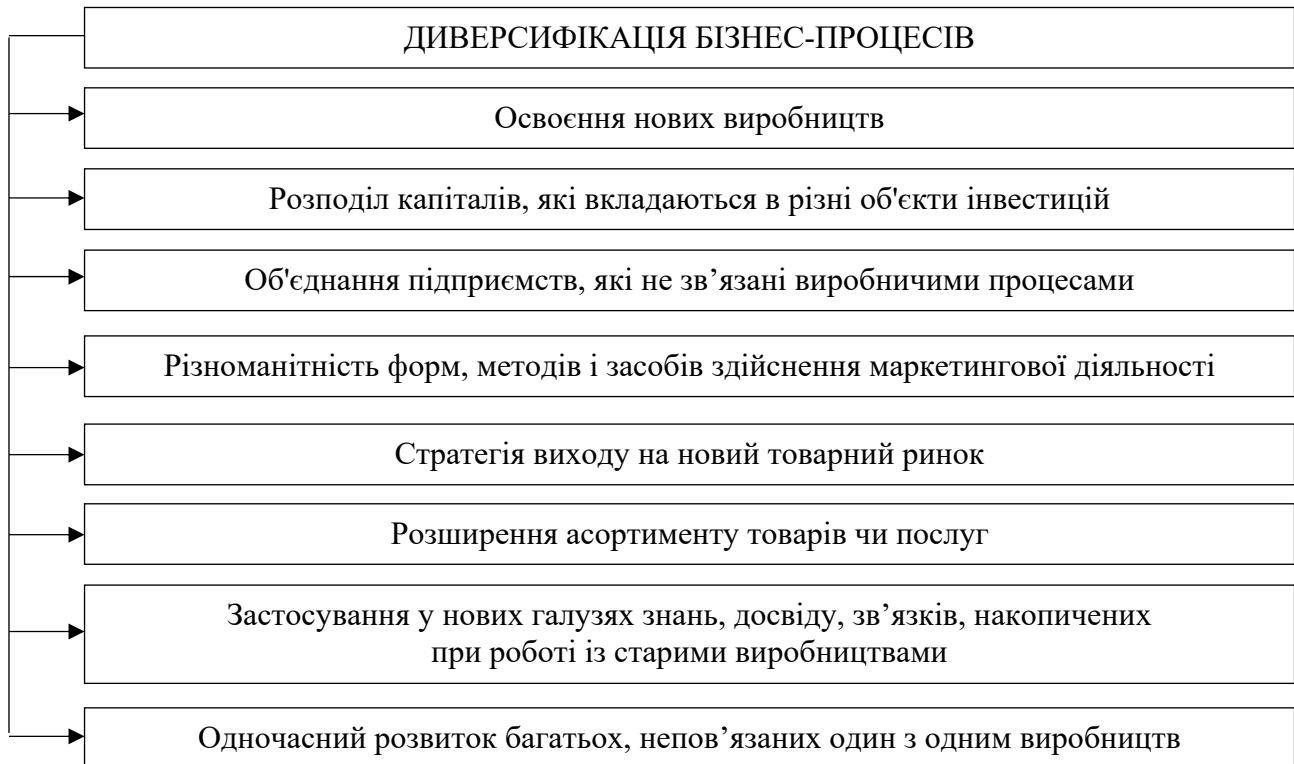 ДИВЕРСИФІКАЦІЯ БІЗНЕС-ПРОЦЕСІВ
Освоєння нових виробництв
Розподіл капіталів, які вкладаються в різні об'єкти інвестицій
Об'єднання підприємств, які не зв’язані виробничими процесами
Різноманітність форм, методів і засобів здійснення маркетингової діяльності
Стратегія виходу на новий товарний ринок
Розширення асортименту товарів чи послуг
Застосування у нових галузях знань, досвіду, зв’язків, накопичених
при роботі із старими виробництвами
Одночасний розвиток багатьох, непов’язаних один з одним виробництв